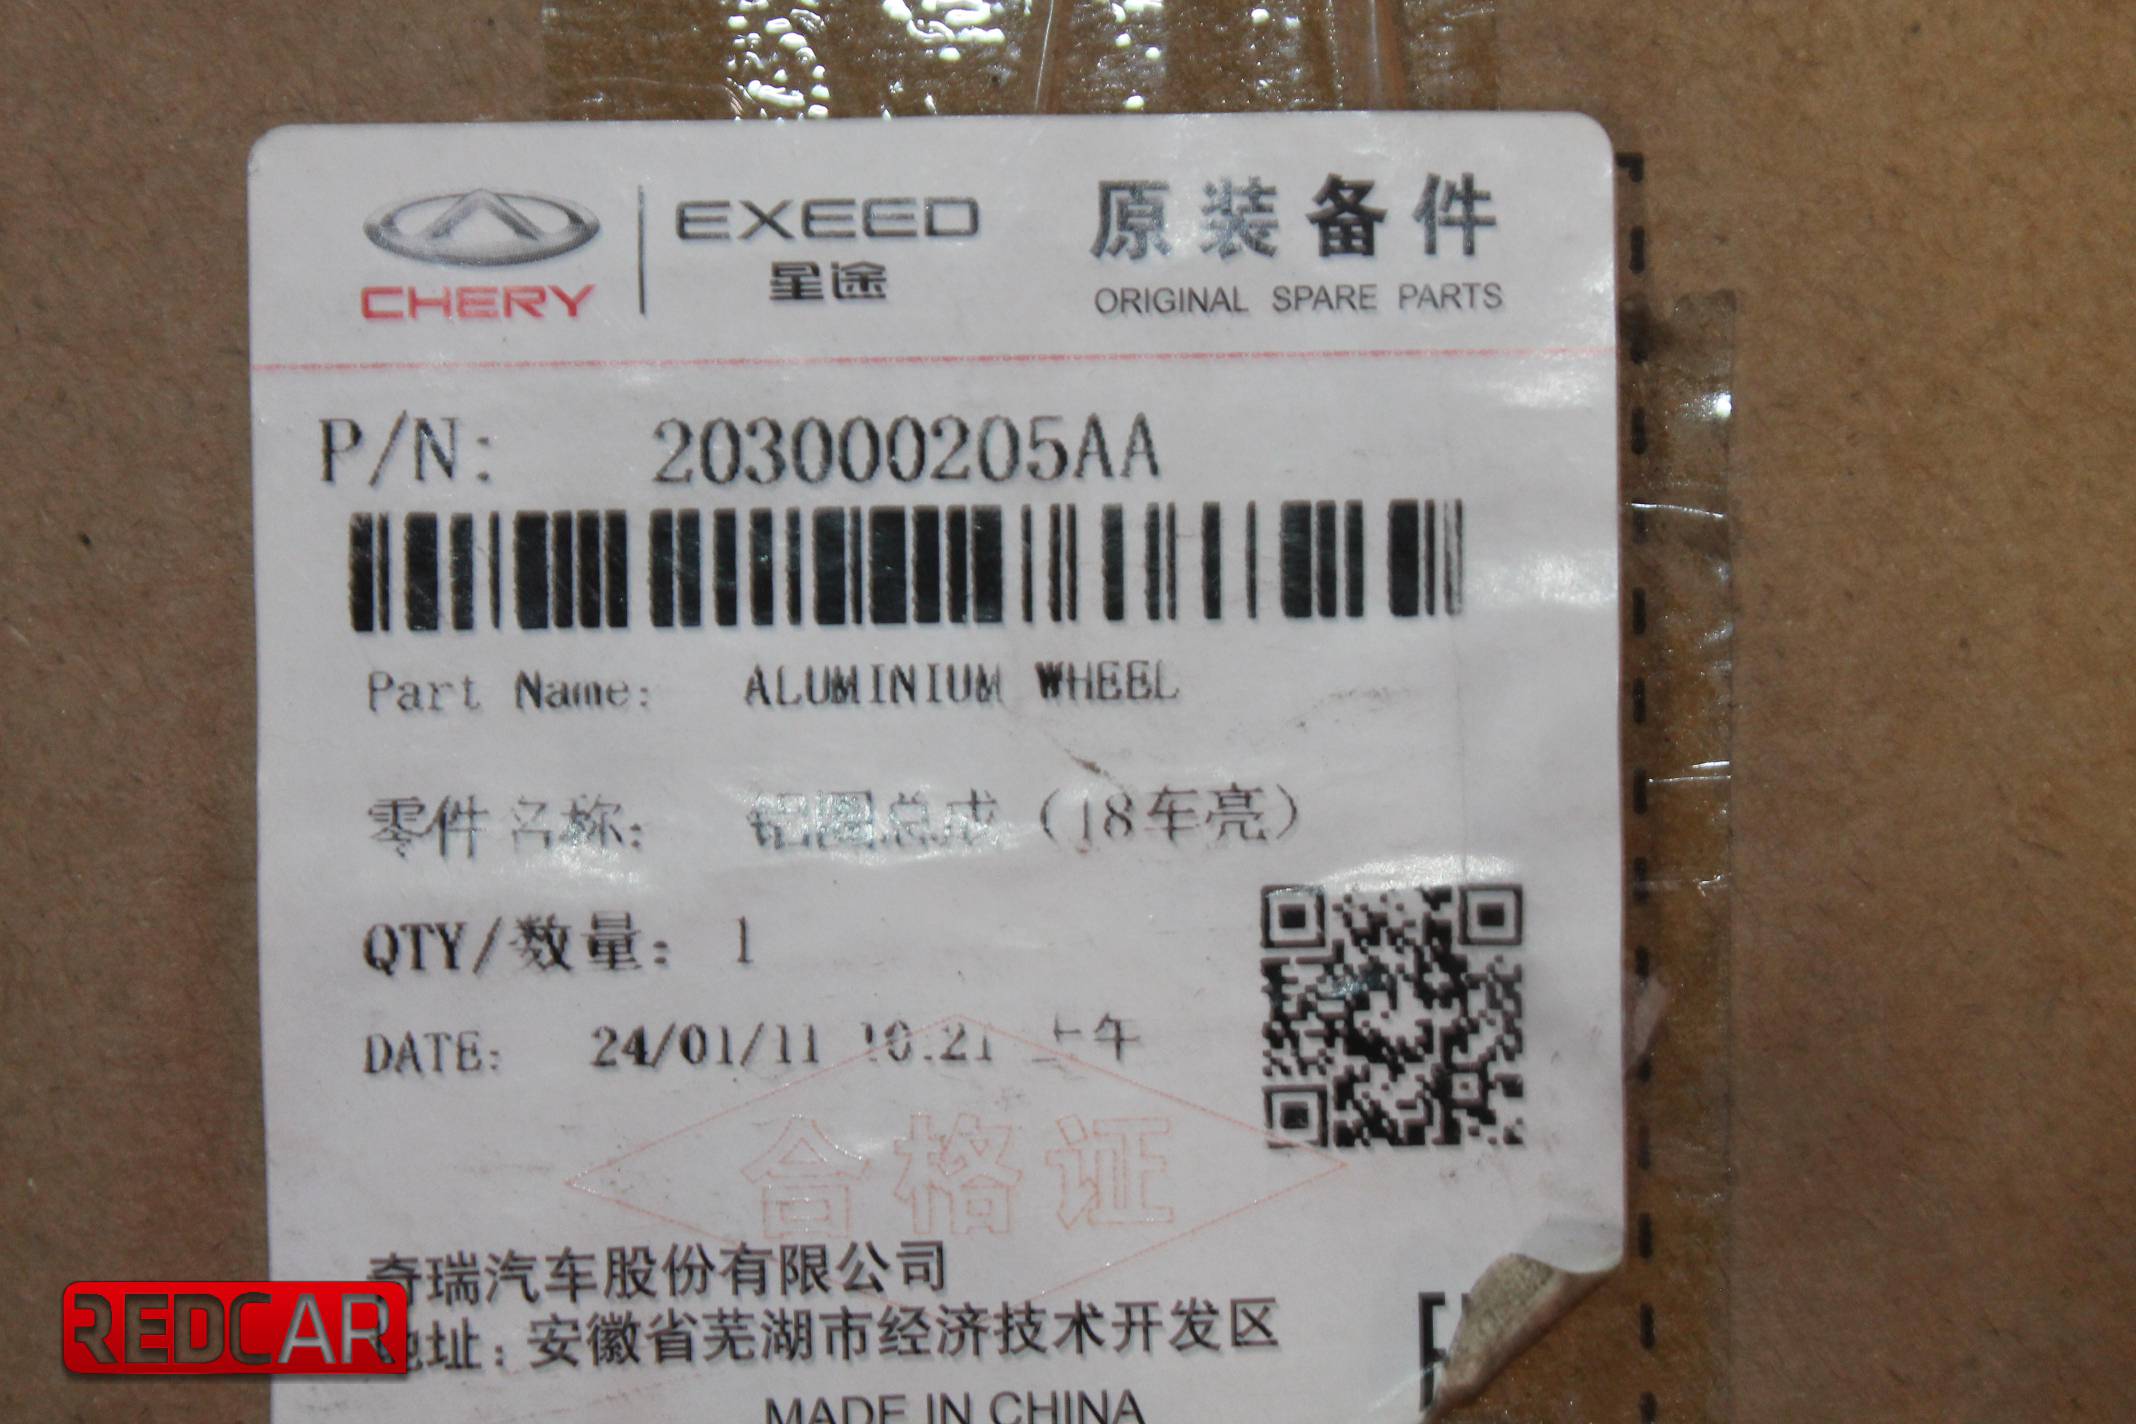 CHERY
EXEED
星途
原装备件
ORIGINAL SPARE PARTS
P/N: 203000205AA
Part Name: ALUMINIUM WHEEL
零件名称: 铝圈总成（18车亮）
QTY/数量: 1
DATE: 24/01/11 10:21 上午
合格证
奇瑞汽车股份有限公司
地址：安徽省芜湖市经济技术开发区
MADE IN CHINA
REDCAR